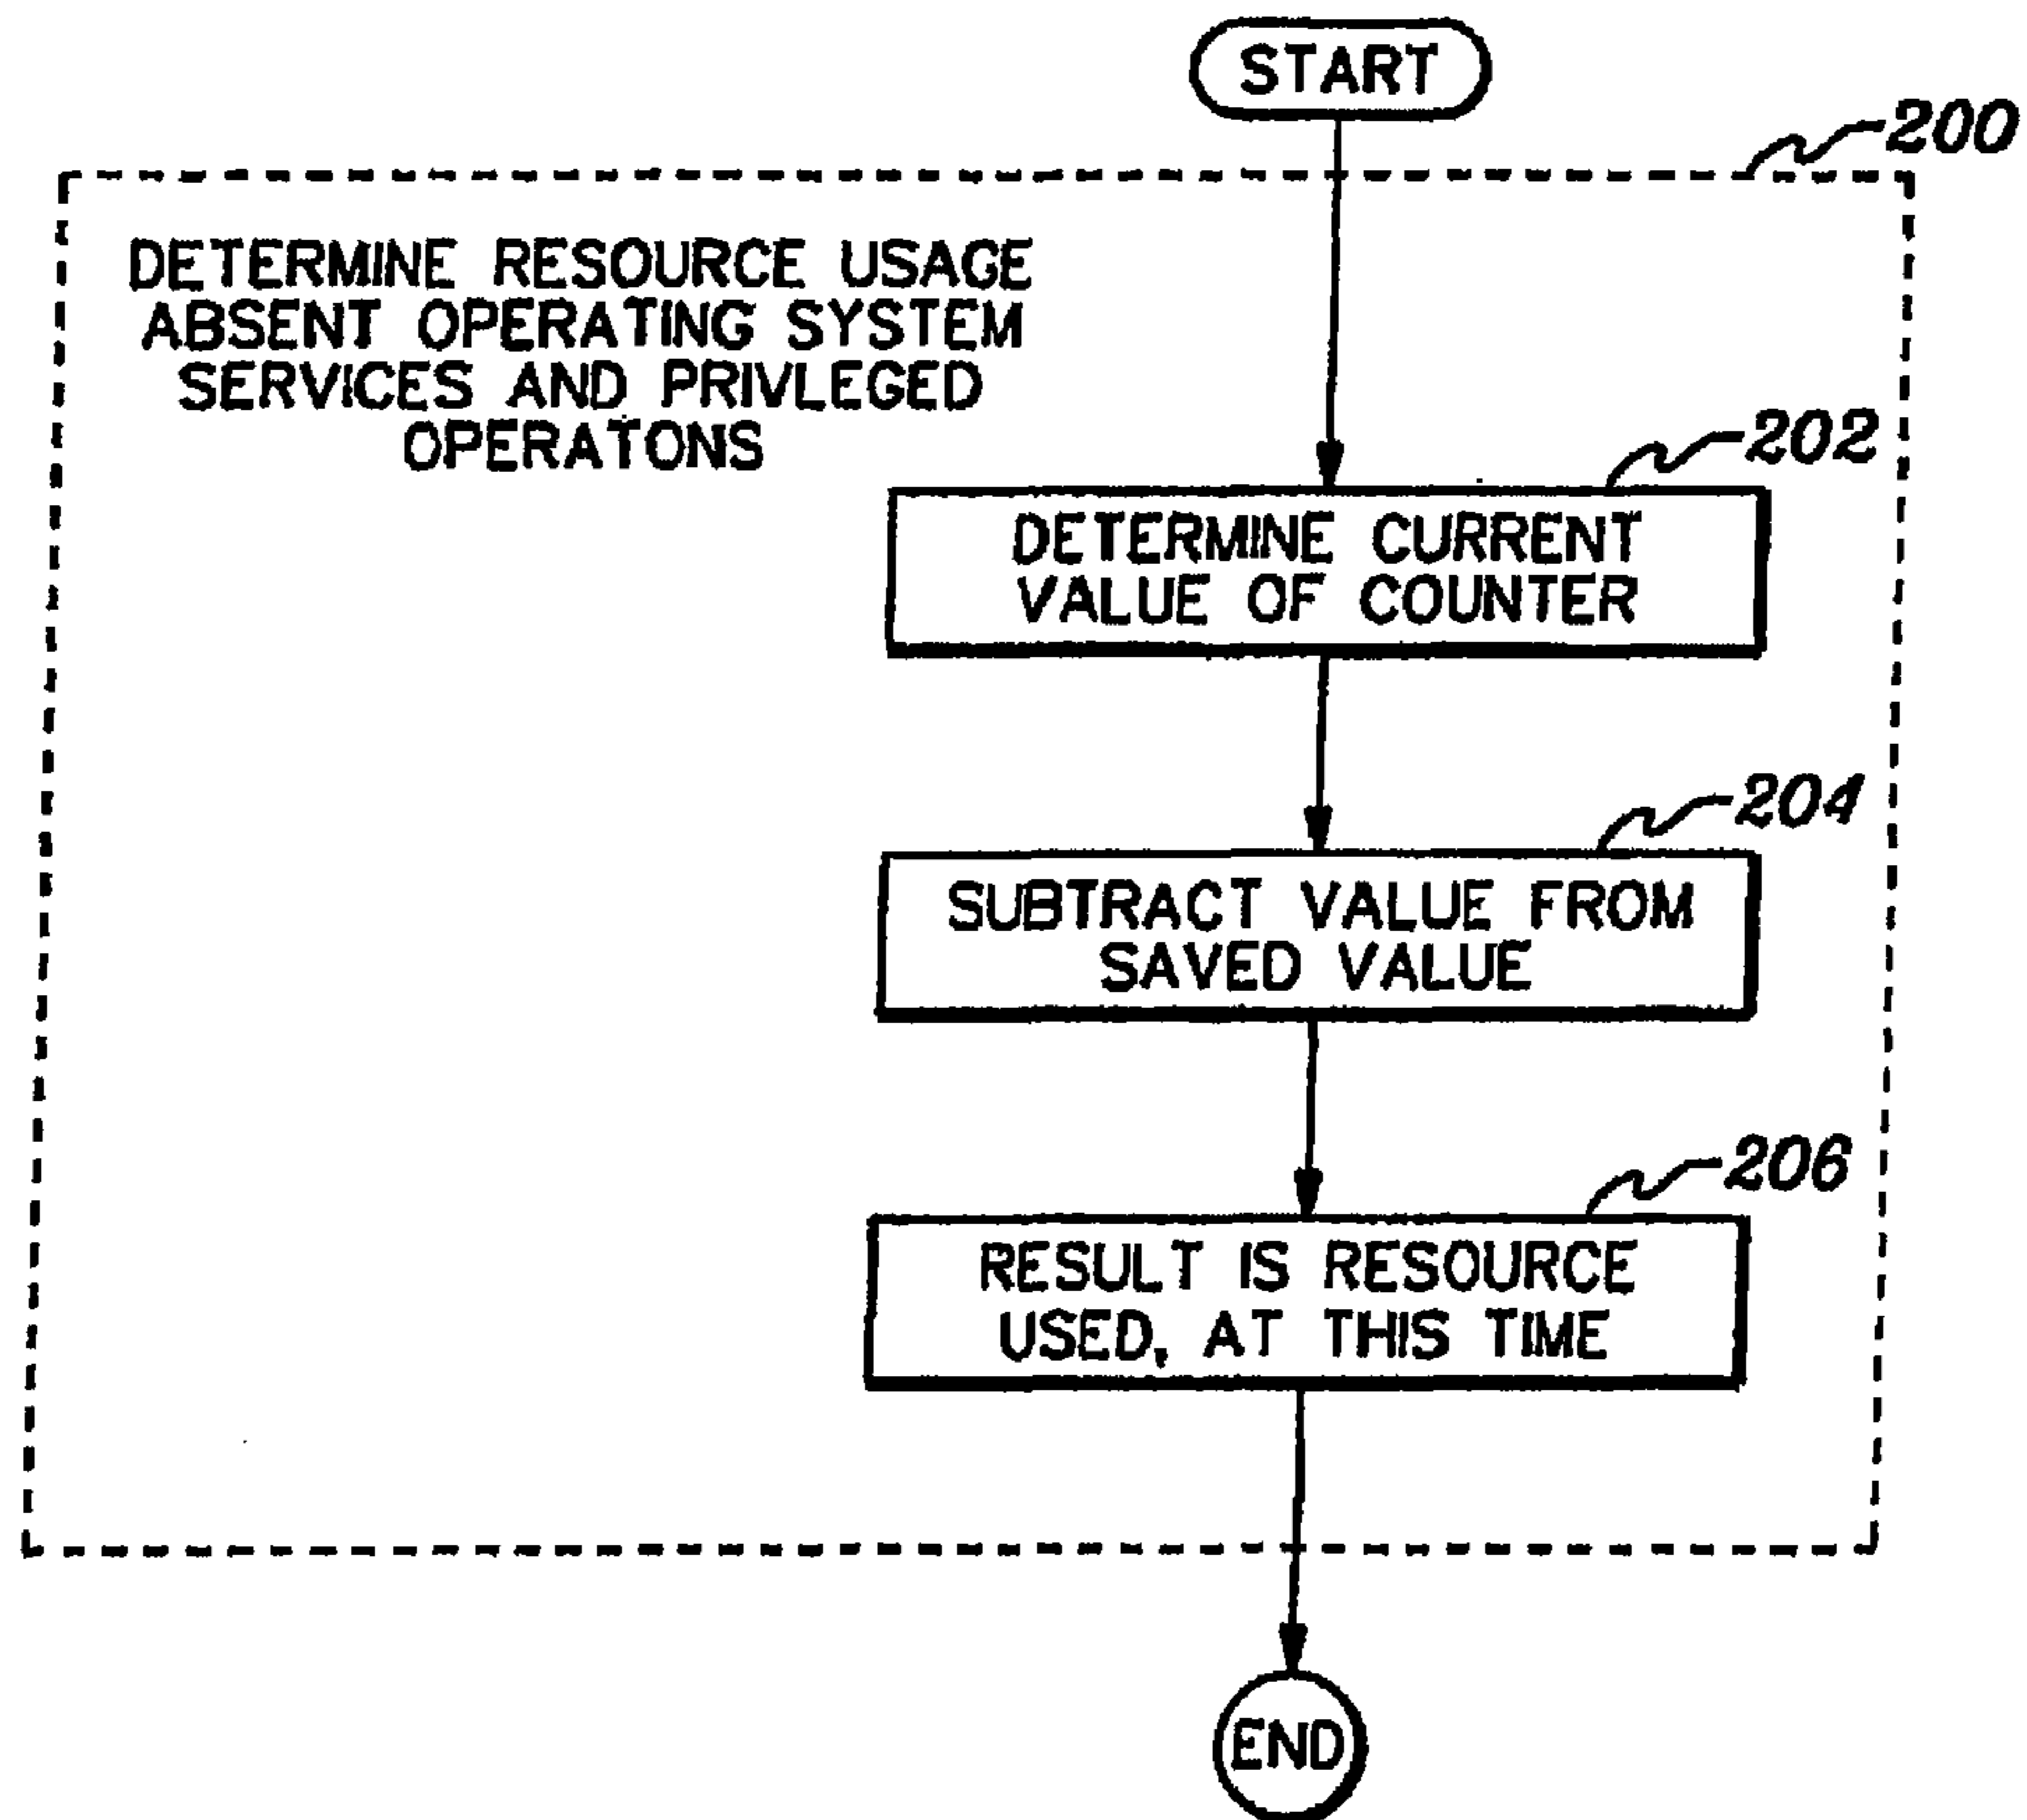 START
200
DETERMINE RESOURCE USAGE
ABSENT OPERATING SYSTEM
SERVICES AND PRIVLEGED
OPERATONS
202
DETERMINE CURRENT
VALUE OF COUNTER
204
SUBTRACT VALUE FROM
SAVED VALUE
206
RESULT IS RESOURCE
USED, AT THIS TIME
END